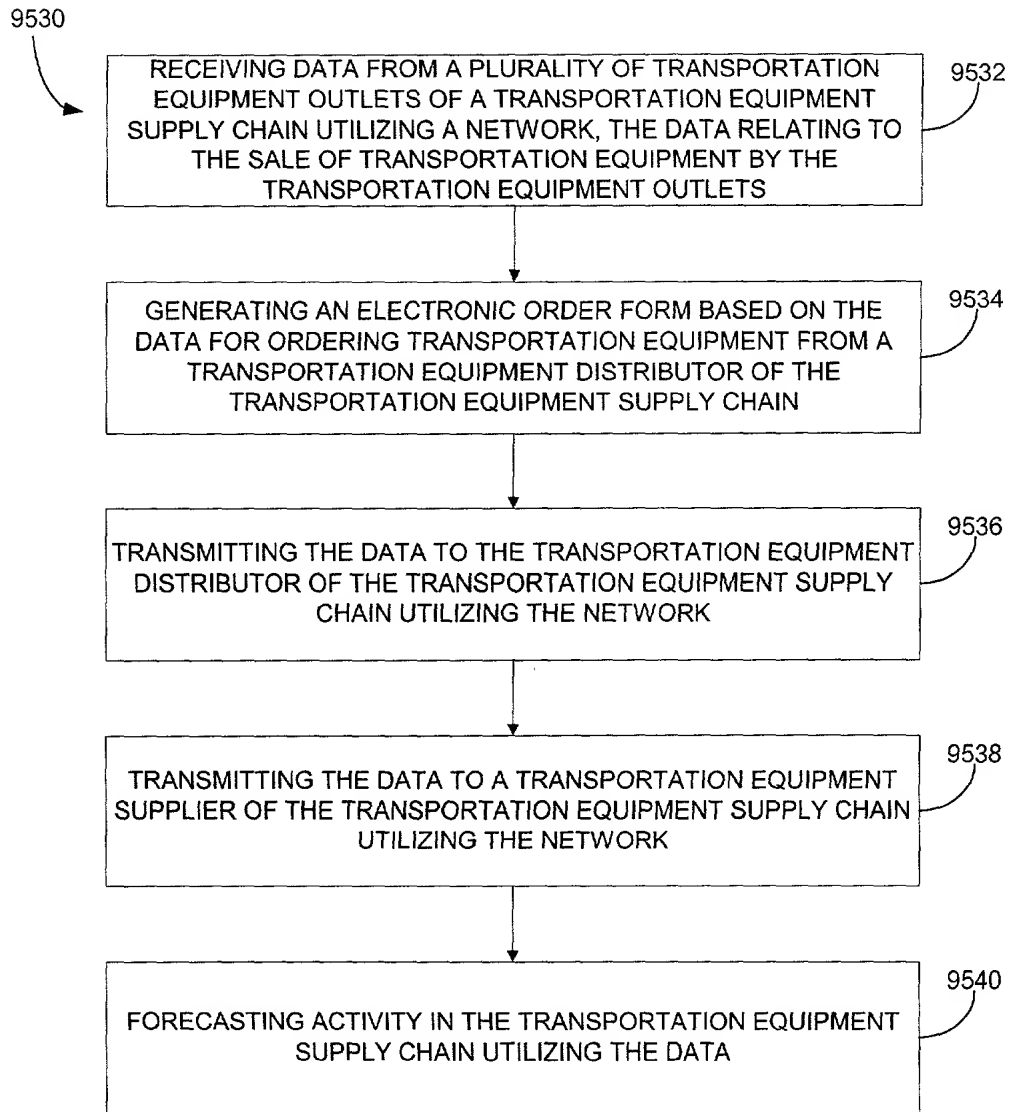 9530
RECEIVING DATA FROM A PLURALITY OF TRANSPORTATION
EQUIPMENT OUTLETS OF A TRANSPORTATION EQUIPMENT
SUPPLY CHAIN UTILIZING A NETWORK, THE DATA RELATING TO
THE SALE OF TRANSPORTATION EQUIPMENT BY THE
TRANSPORTATION EQUIPMENT OUTLETS
9532
GENERATING AN ELECTRONIC ORDER FORM BASED ON THE
DATA FOR ORDERING TRANSPORTATION EQUIPMENT FROM A
TRANSPORTATION EQUIPMENT DISTRIBUTOR OF THE
TRANSPORTATION EQUIPMENT SUPPLY CHAIN
9534
TRANSMITTING THE DATA TO THE TRANSPORTATION EQUIPMENT
DISTRIBUTOR OF THE TRANSPORTATION EQUIPMENT SUPPLY
CHAIN UTILIZING THE NETWORK
9536
TRANSMITTING THE DATA TO A TRANSPORTATION EQUIPMENT
SUPPLIER OF THE TRANSPORTATION EQUIPMENT SUPPLY CHAIN
UTILIZING THE NETWORK
9538
FORECASTING ACTIVITY IN THE TRANSPORTATION EQUIPMENT
SUPPLY CHAIN UTILIZING THE DATA
9540